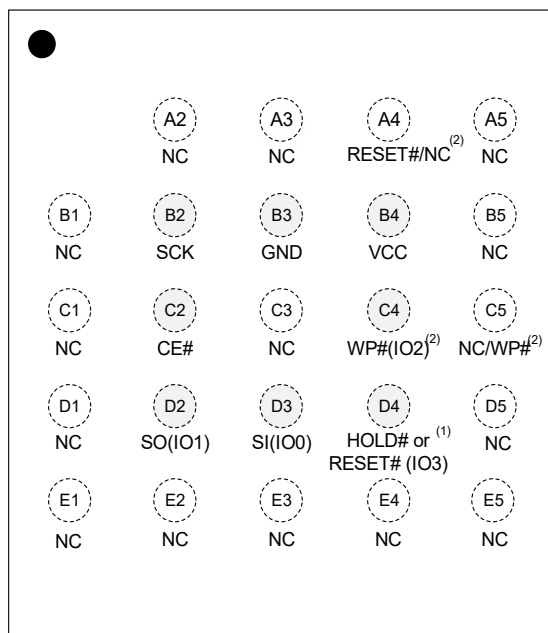 A2 A3 A4 A5
NC NC RESET#/NC(2) NC
B1 B2 B3 B4 B5
NC SCK GND VCC NC
C1 C2 C3 C4 C5
NC CE# NC WP#(IO2)(2) NC/WP#(2)
D1 D2 D3 D4 D5
NC SO(IO1) SI(IO0) HOLD# or (1) NC
RESET# (IO3)
E1 E2 E3 E4 E5
NC NC NC NC NC